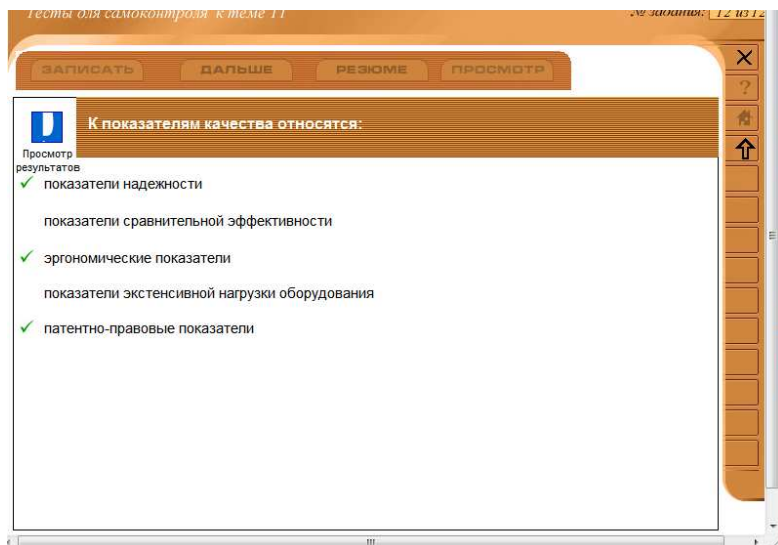 Тесты для самоконтроля к теме 11
№ задания: 12 из 12
ЗАПИСАТЬ ДАЛЬШЕ РЕЗЮМЕ ПРОСМОТР
?
К показателям качества относятся:
Просмотр
результатов
показатели надежности
показатели сравнительной эффективности
эргономические показатели
показатели экстенсивной нагрузки оборудования
патентно-правовые показатели